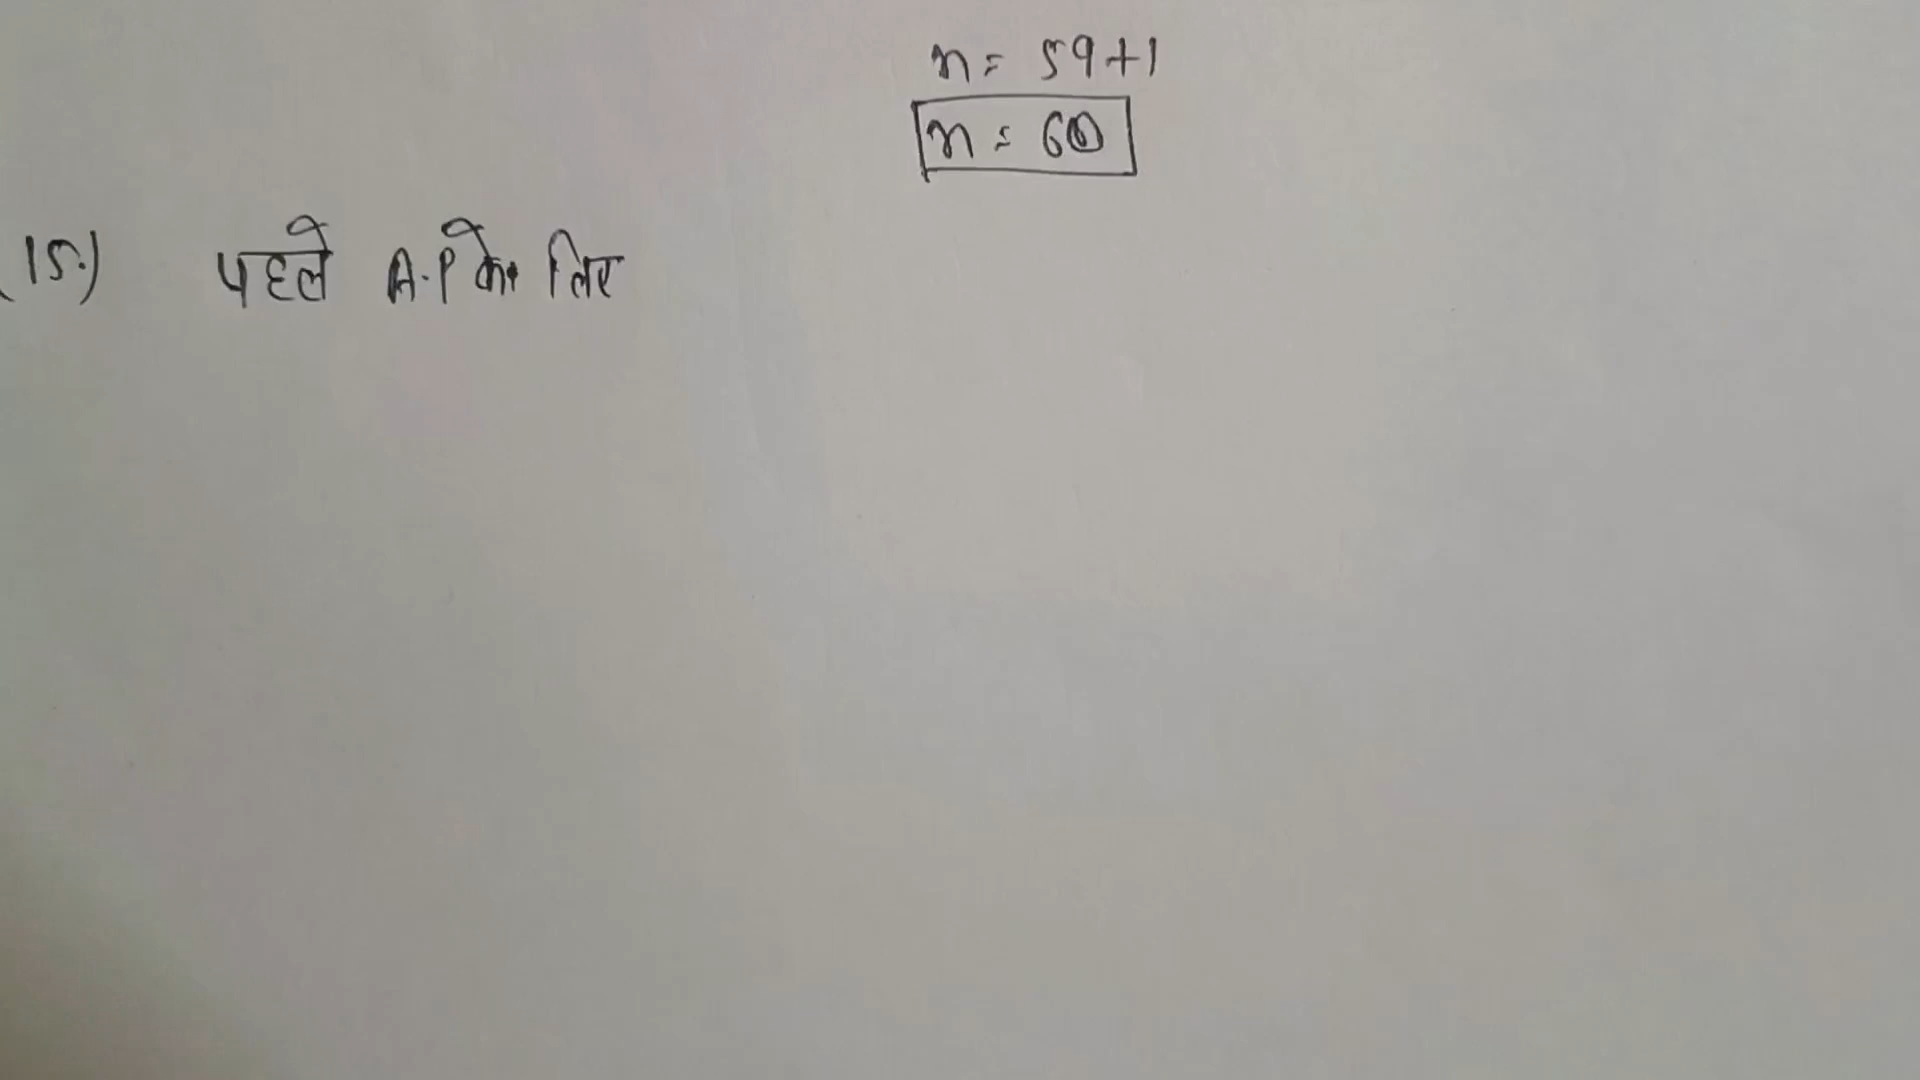 n = 59+1
n = 60
(15.) पहले A.P के लिए